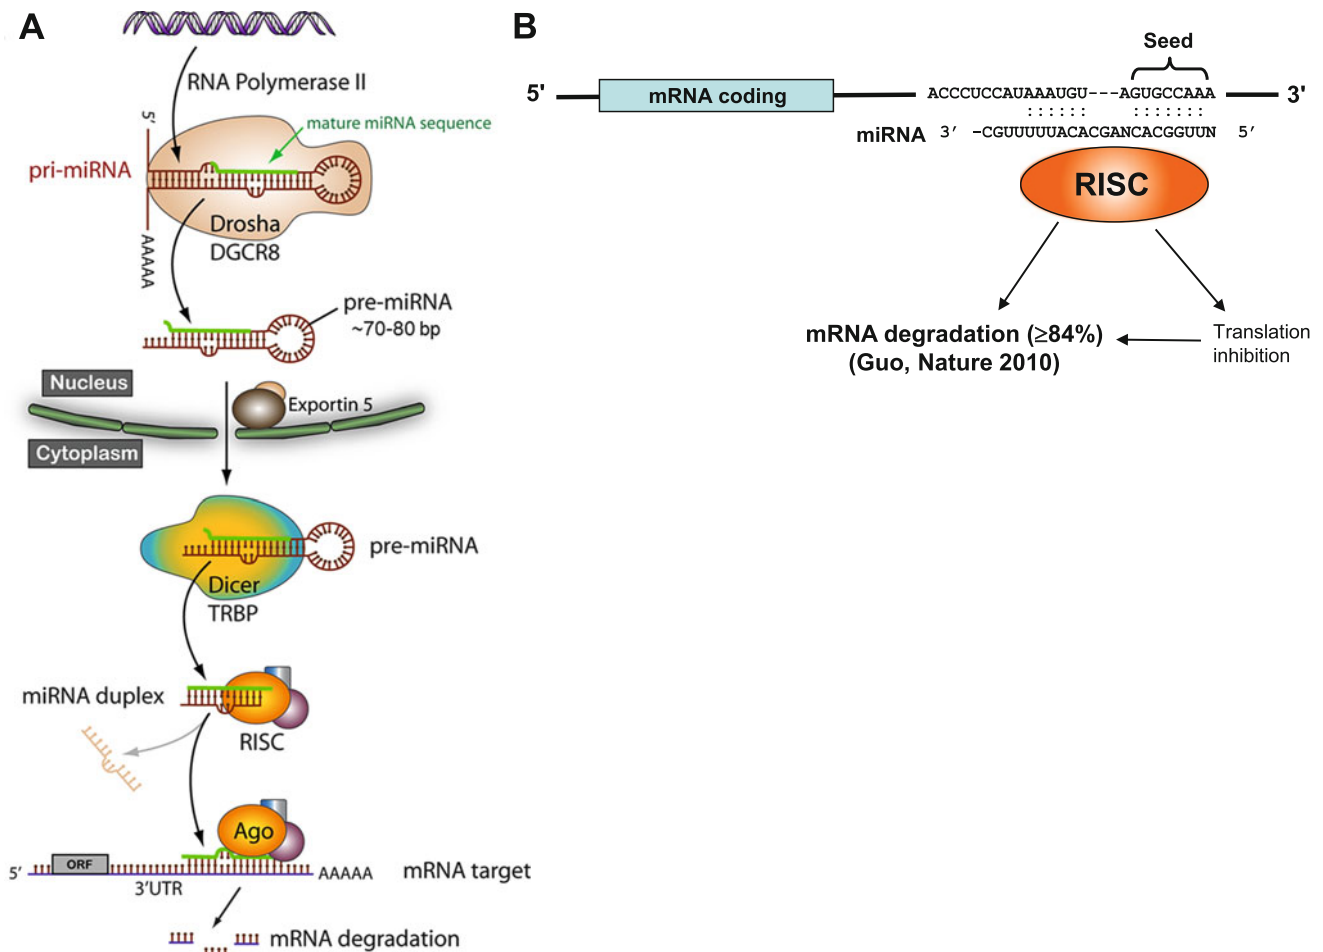 A
RNA Polymerase II
5'
mature miRNA sequence
pri-miRNA
Drosha
DGCR8
AAAAA
pre-miRNA
~70-80 bp
Nucleus
Exportin 5
Cytoplasm
pre-miRNA
Dicer
TRBP
miRNA duplex
RISC
Ago
5' ORF AAAAA mRNA target
3'UTR
mRNA degradation
B
Seed
5' mRNA coding ACCCUCCAUAAAUGU---AGUGCCAAA 3'
:::::: :::::::
miRNA 3' -CGUUUUUACACGANCACGGUUN 5'
RISC
mRNA degradation (≥84%)
(Guo, Nature 2010)
Translation
inhibition